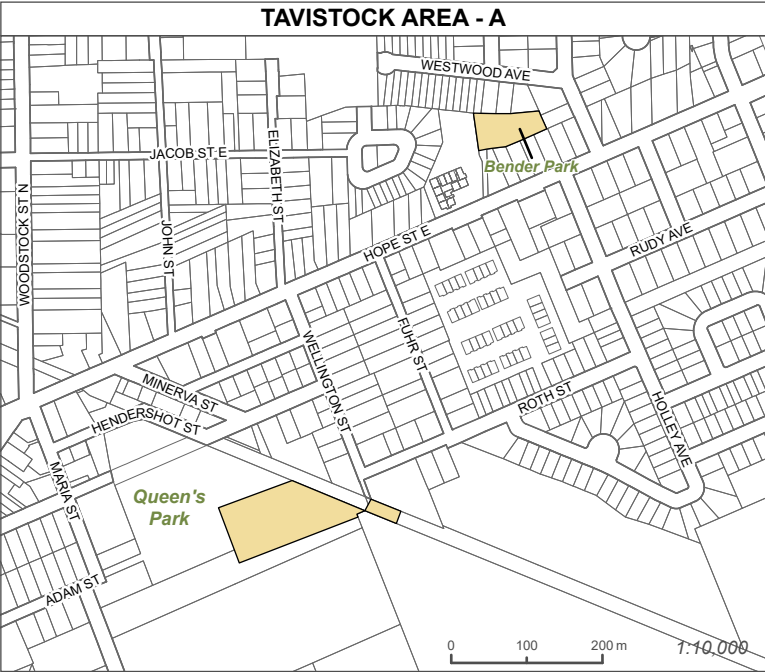 TAVISTOCK AREA - A
WESTWOOD AVE
JACOB ST E
ELIZABETH ST
Bender Park
WOODSTOCK ST N
JOHN ST
HOPE ST E
RUDY AVE
FUHR ST
WELLINGTON ST
MINERVA ST
HENDERSHOT ST
ROTH ST
HOLLEY AVE
MARIA ST
Queen's
Park
ADAM ST
0 100 200 m
1:10,000